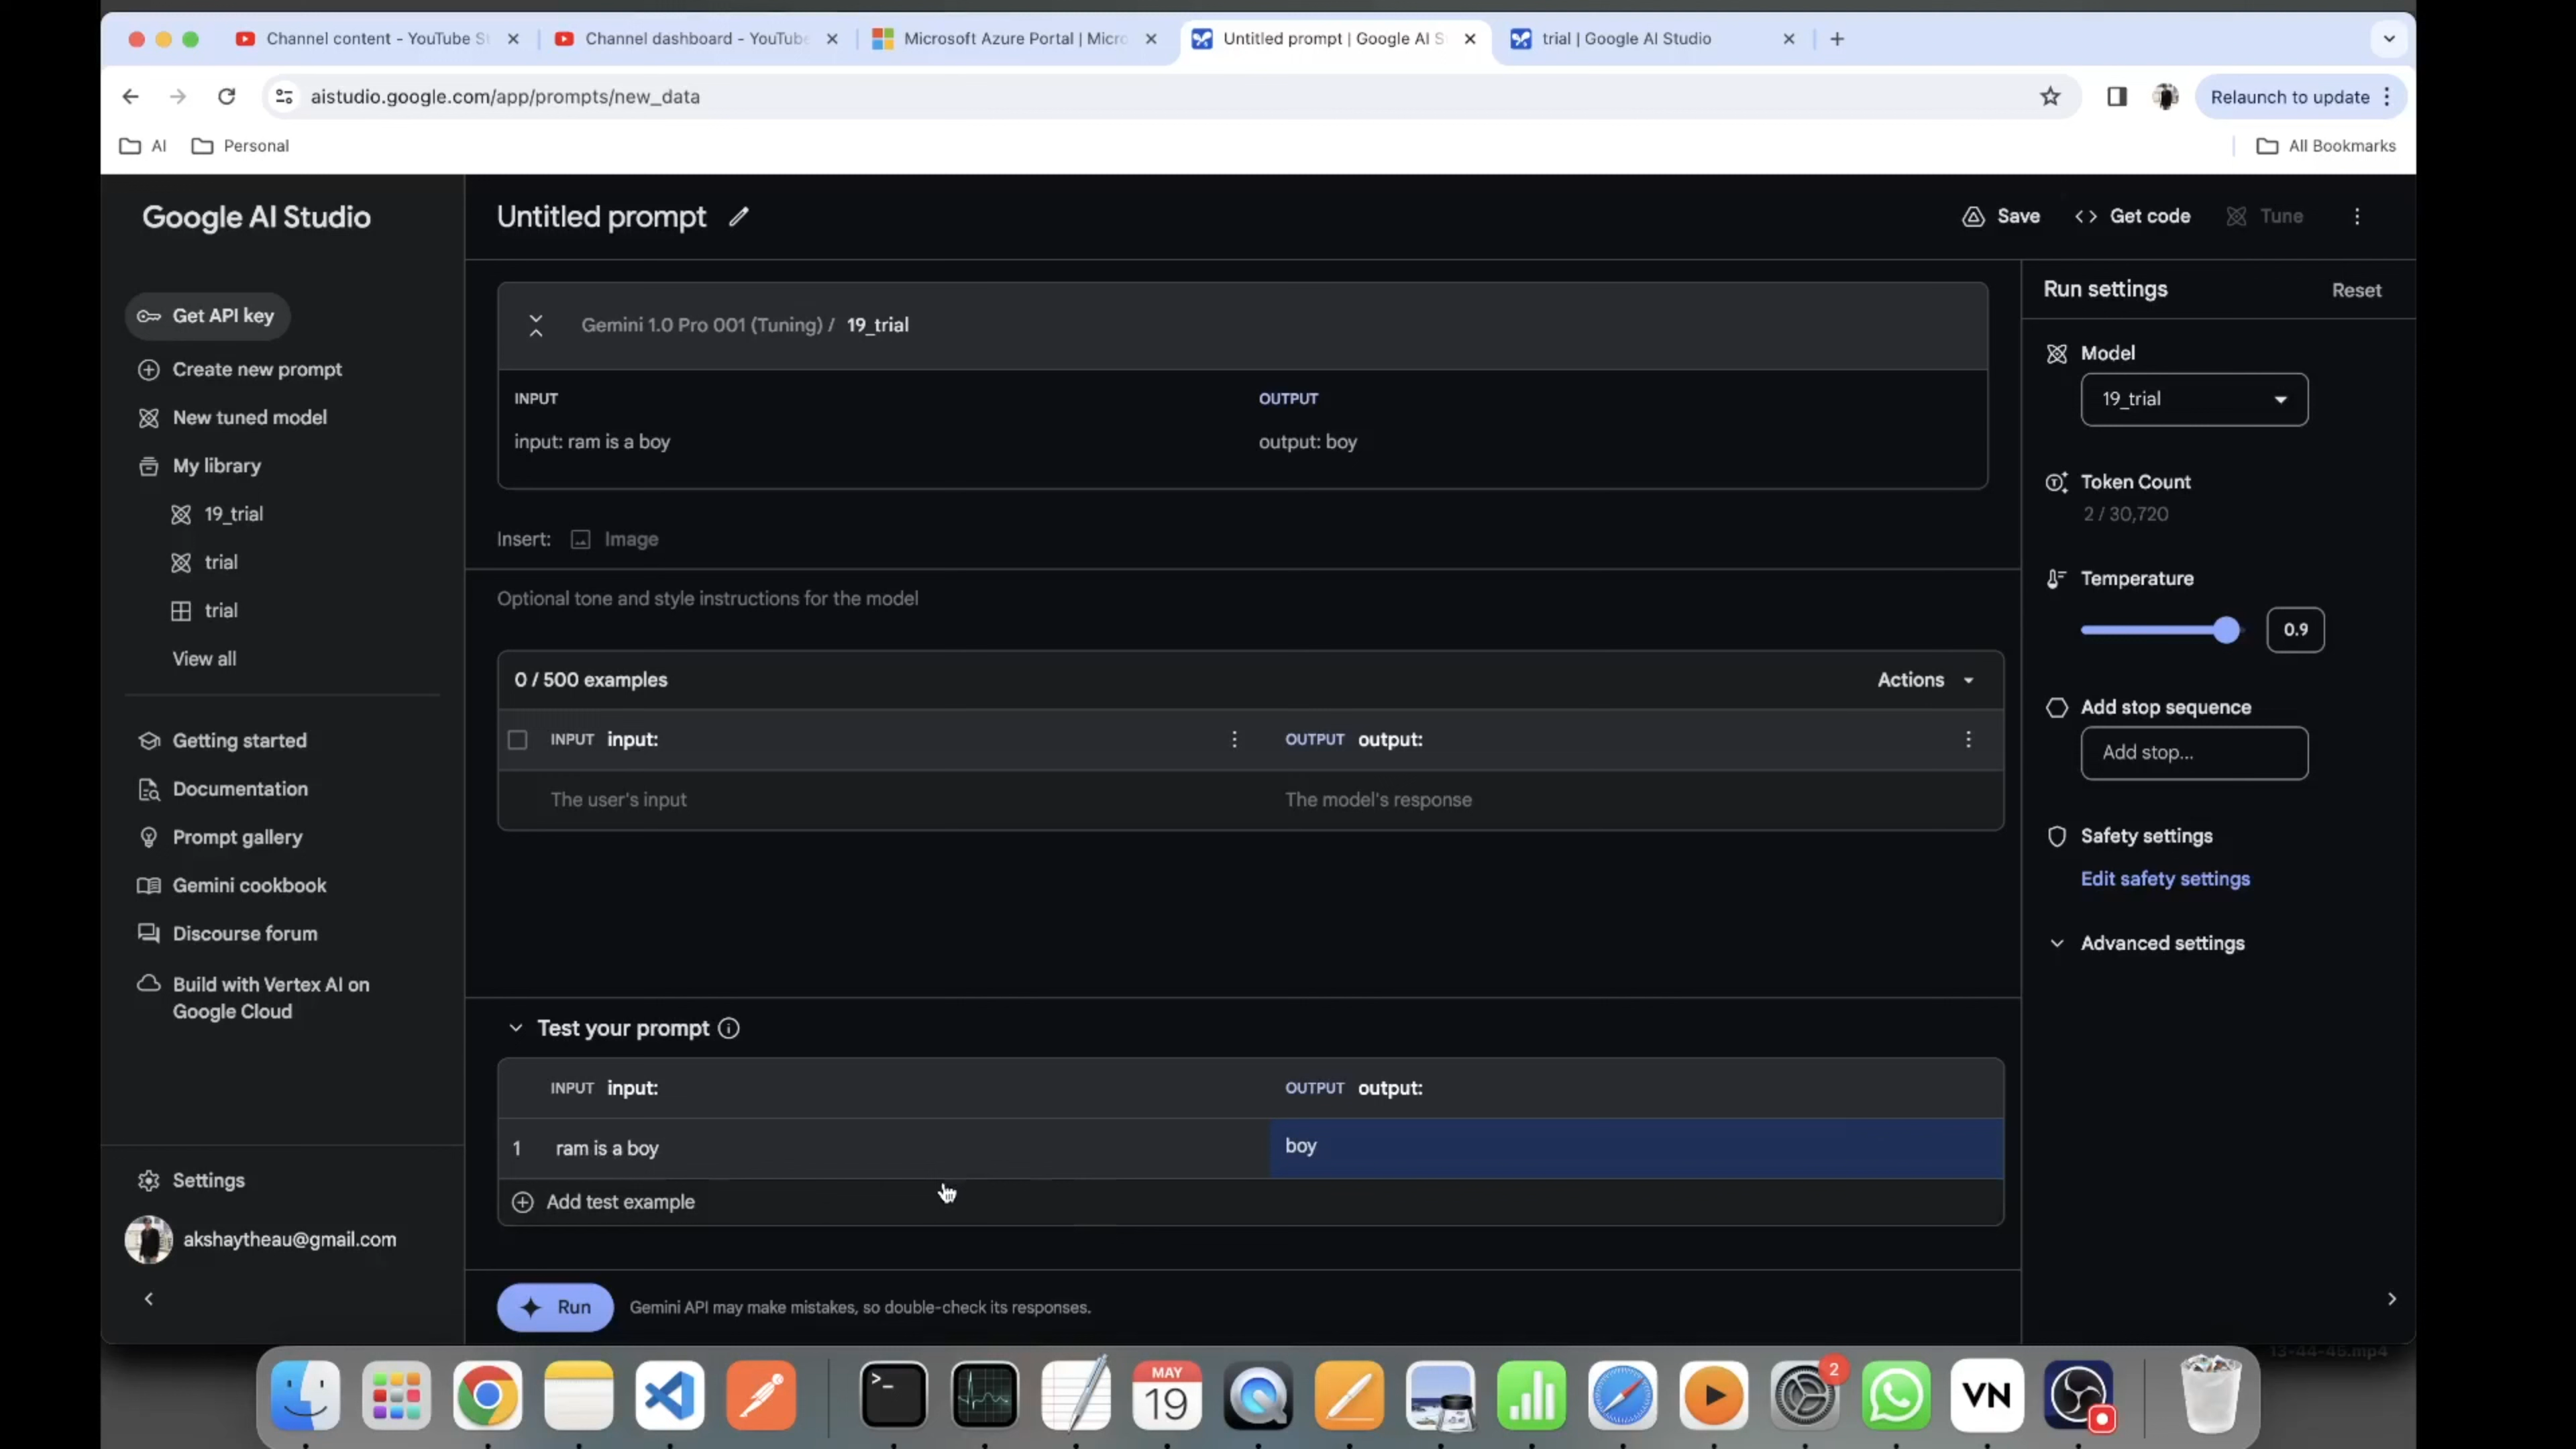 Channel content - YouTube St
Channel dashboard - YouTube
Microsoft Azure Portal | Micro
Untitled prompt | Google AI S
trial | Google AI Studio
aistudio.google.com/app/prompts/new_data
Relaunch to update
AI
Personal
All Bookmarks
Google AI Studio
Untitled prompt
Save
Get code
Tune
Get API key
Create new prompt
New tuned model
My library
19_trial
trial
trial
View all
Getting started
Documentation
Prompt gallery
Gemini cookbook
Discourse forum
Build with Vertex AI on
Google Cloud
Settings
akshaytheau@gmail.com
Gemini 1.0 Pro 001 (Tuning) / 19_trial
INPUT OUTPUT
input: ram is a boy output: boy
Insert: Image
Optional tone and style instructions for the model
0 / 500 examples Actions
INPUT input: OUTPUT output:
The user's input The model's response
Test your prompt
INPUT input: OUTPUT output:
1 ram is a boy boy
Add test example
Run Gemini API may make mistakes, so double-check its responses.
Run settings Reset
Model
19_trial
Token Count
2 / 30,720
Temperature
0.9
Add stop sequence
Add stop...
Safety settings
Edit safety settings
Advanced settings
13-44-45.mp4
MAY
19
2
VN